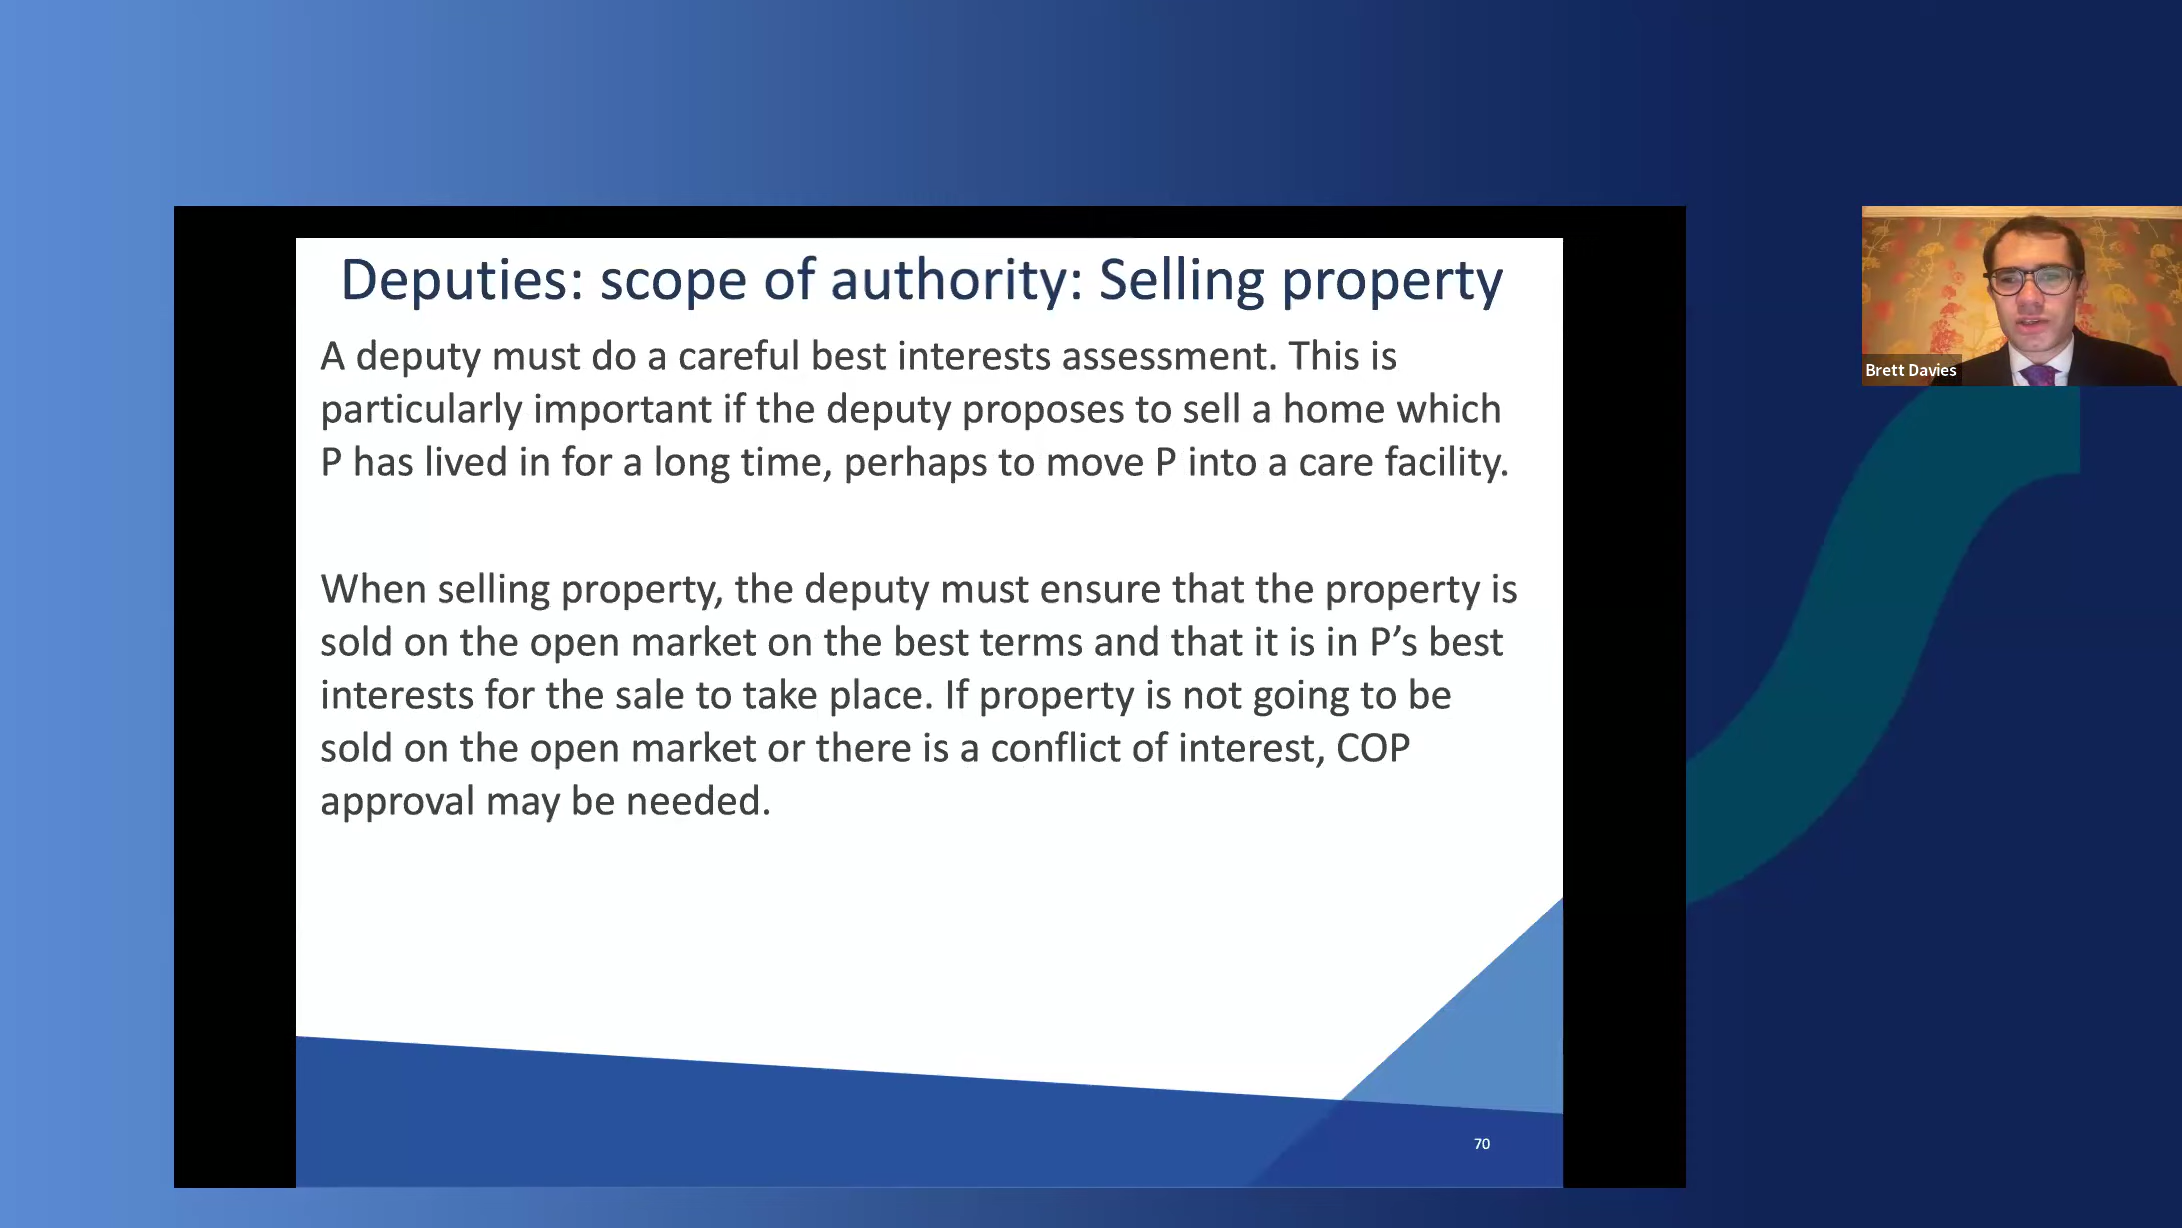 Deputies: scope of authority: Selling property
A deputy must do a careful best interests assessment. This is
particularly important if the deputy proposes to sell a home which
P has lived in for a long time, perhaps to move P into a care facility.
When selling property, the deputy must ensure that the property is
sold on the open market on the best terms and that it is in P’s best
interests for the sale to take place. If property is not going to be
sold on the open market or there is a conflict of interest, COP
approval may be needed.
70
Brett Davies